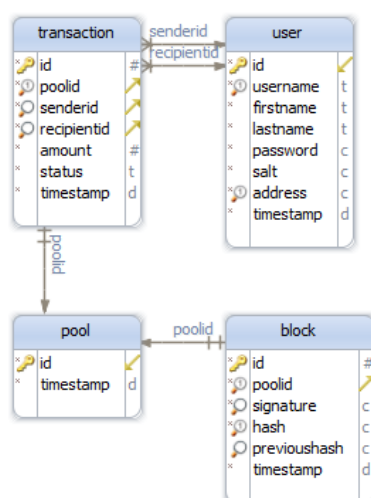 transaction
id #
poolid
senderid
recipientid
amount #
status t
timestamp d
senderid
recipientid
user
id
username t
firstname t
lastname t
password c
salt c
address c
timestamp d
poolid
pool
id
timestamp d
poolid
block
id #
poolid
signature c
hash c
previoushash c
timestamp d